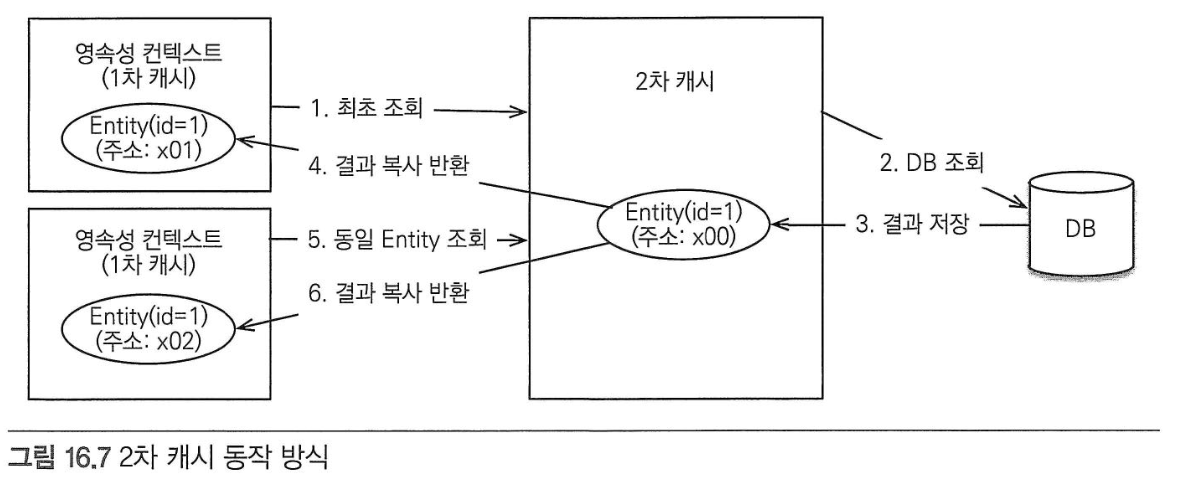 영속성 컨텍스트
(1차 캐시)
Entity(id=1)
(주소: x01)
1. 최초 조회
4. 결과 복사 반환
2차 캐시
Entity(id=1)
(주소: x00)
2. DB 조회
3. 결과 저장
DB
영속성 컨텍스트
(1차 캐시)
Entity(id=1)
(주소: x02)
5. 동일 Entity 조회
6. 결과 복사 반환
그림 16.7 2차 캐시 동작 방식